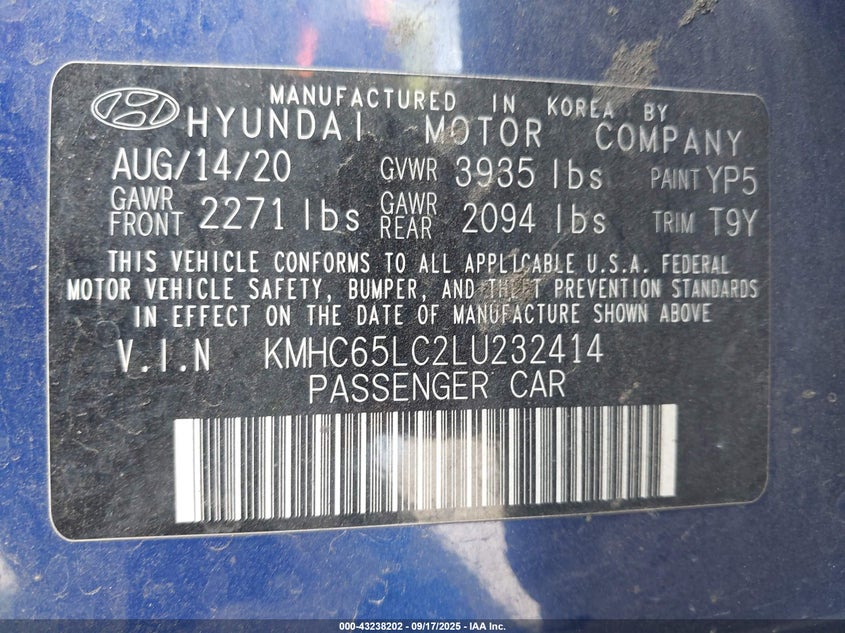 MANUFACTURED IN KOREA BY
HYUNDAI MOTOR COMPANY
AUG/14/20 GVWR 3935 lbs PAINT YP5
GAWR FRONT 2271 lbs GAWR REAR 2094 lbs TRIM T9Y
THIS VEHICLE CONFORMS TO ALL APPLICABLE U.S.A. FEDERAL
MOTOR VEHICLE SAFETY, BUMPER, AND THEFT PREVENTION STANDARDS
IN EFFECT ON THE DATE OF MANUFACTURE SHOWN ABOVE
V.I.N KMHC65LC2LU232414
PASSENGER CAR
000-43238202 - 09/17/2025 - IAA Inc.